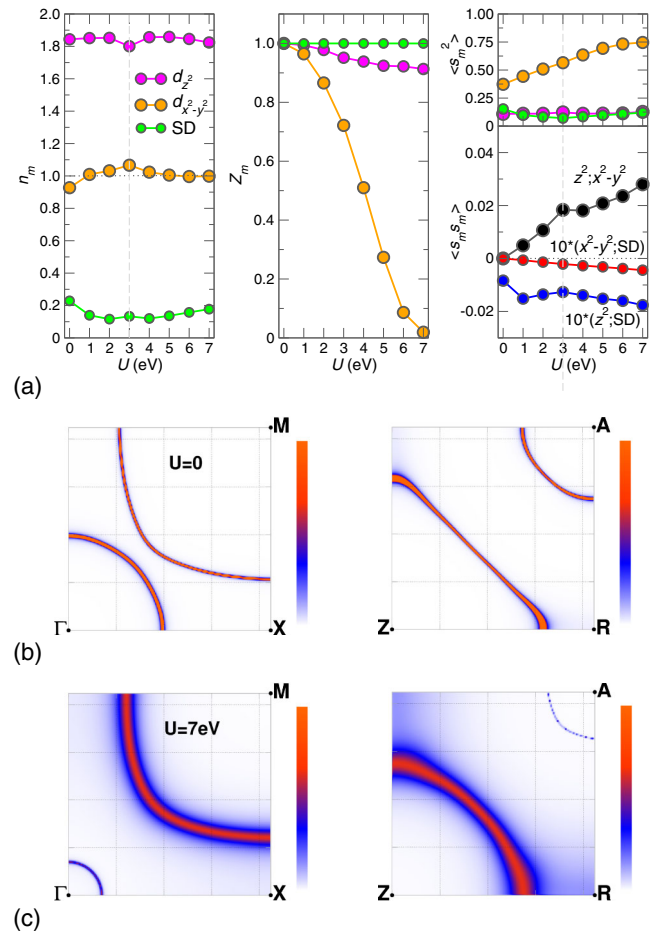 2.0
1.8
1.6
1.4
1.2
1.0
0.8
0.6
0.4
0.2
0
n_m
d_z²
d_x²-y²
SD
0 1 2 3 4 5 6 7
U (eV)
1.0
0.8
0.6
0.4
0.2
0
Z_m
0 1 2 3 4 5 6 7
U (eV)
1.00
0.75
0.50
0.25
0
<s_m²>
0.04
0.02
0
-0.02
<s_m s_m>
z²;x²-y²
10*(x²-y²;SD)
10*(z²;SD)
0 1 2 3 4 5 6 7
U (eV)
(a)
M
U=0
Γ
X
A
Z
R
(b)
M
U=7eV
Γ
X
A
Z
R
(c)